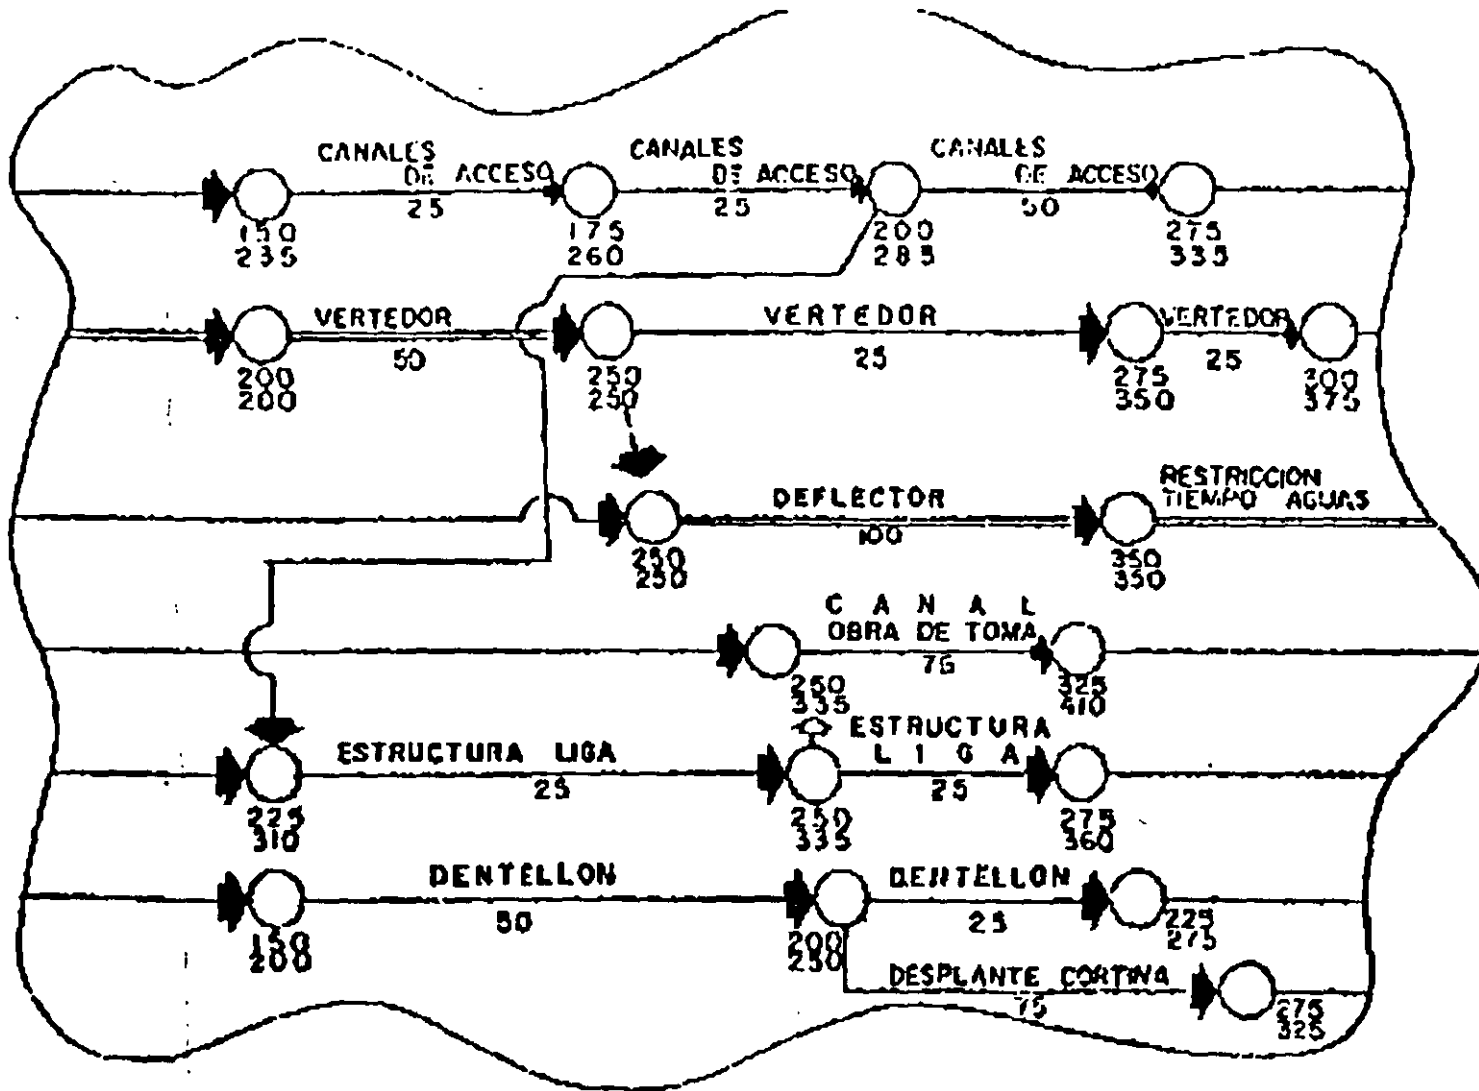 CANALES
DE ACCESO
25
CANALES
DE ACCESO
25
CANALES
DE ACCESO
50
150
235
175
260
200
285
275
335
VERTEDOR
50
VERTEDOR
25
VERTEDOR
25
200
200
250
250
275
350
300
375
DEFLECTOR
100
RESTRICCION
TIEMPO AGUAS
250
250
350
350
CANAL
OBRA DE TOMA
75
250
335
325
410
ESTRUCTURA LIGA
25
ESTRUCTURA
LIGA
25
225
310
250
335
275
360
DENTELLON
50
DENTELLON
25
150
200
200
250
225
275
DESPLANTE CORTINA
75
275
325